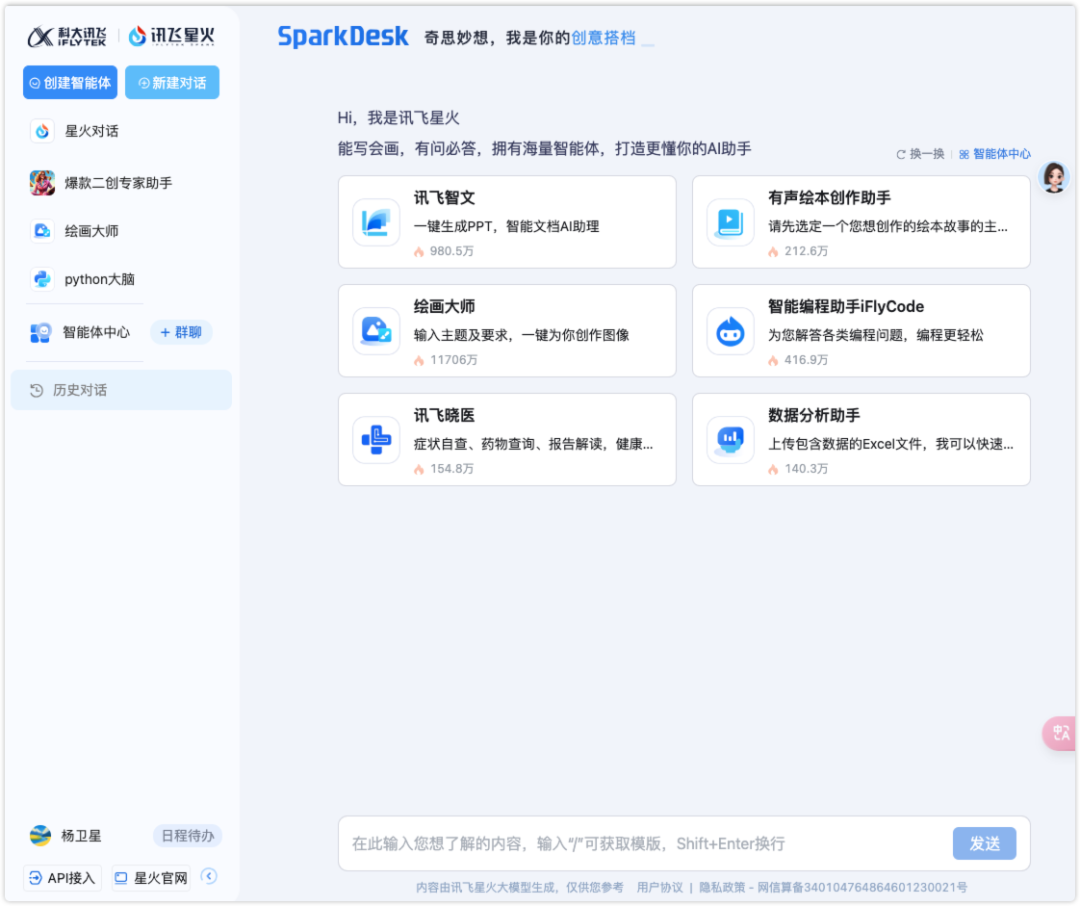 科大讯飞
iFLYTEK
讯飞星火
创建智能体
新建对话
星火对话
爆款二创专家助手
绘画大师
python大脑
智能体中心
+ 群聊
历史对话
杨卫星
日程待办
API接入
星火官网
SparkDesk 奇思妙想，我是你的创意搭档 _
Hi，我是讯飞星火
能写会画，有问必答，拥有海量智能体，打造更懂你的AI助手
换一换 | 智能体中心
讯飞智文
一键生成PPT，智能文档AI助理
980.5万
有声绘本创作助手
请先选定一个您想创作的绘本故事的主...
212.6万
绘画大师
输入主题及要求，一键为你创作图像
11706万
智能编程助手iFlyCode
为您解答各类编程问题，编程更轻松
416.9万
讯飞晓医
症状自查、药物查询、报告解读，健康...
154.8万
数据分析助手
上传包含数据的Excel文件，我可以快速...
140.3万
在此输入您想了解的内容，输入“/”可获取模版，Shift+Enter换行
发送
内容由讯飞星火大模型生成，仅供您参考 用户协议 | 隐私政策 - 网信算备340104764864601230021号